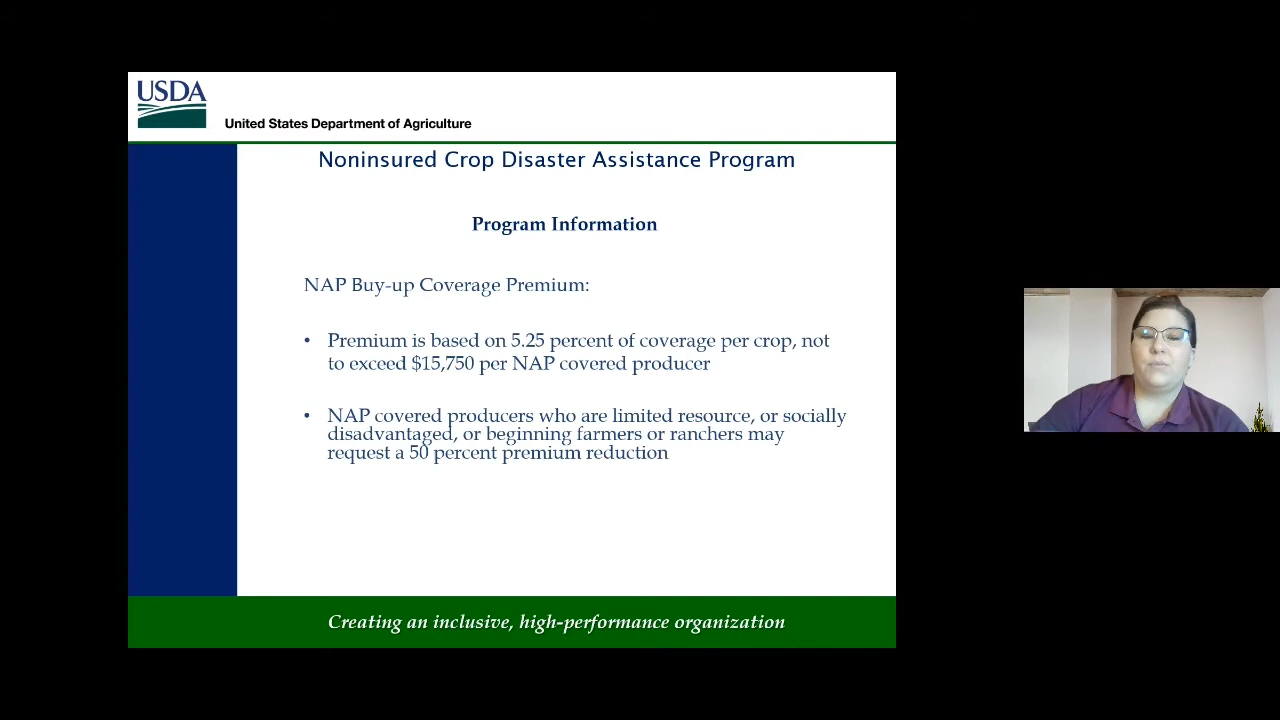 USDA
United States Department of Agriculture
Noninsured Crop Disaster Assistance Program
Program Information
NAP Buy-up Coverage Premium:
• Premium is based on 5.25 percent of coverage per crop, not
to exceed $15,750 per NAP covered producer
• NAP covered producers who are limited resource, or socially
disadvantaged, or beginning farmers or ranchers may
request a 50 percent premium reduction
Creating an inclusive, high-performance organization